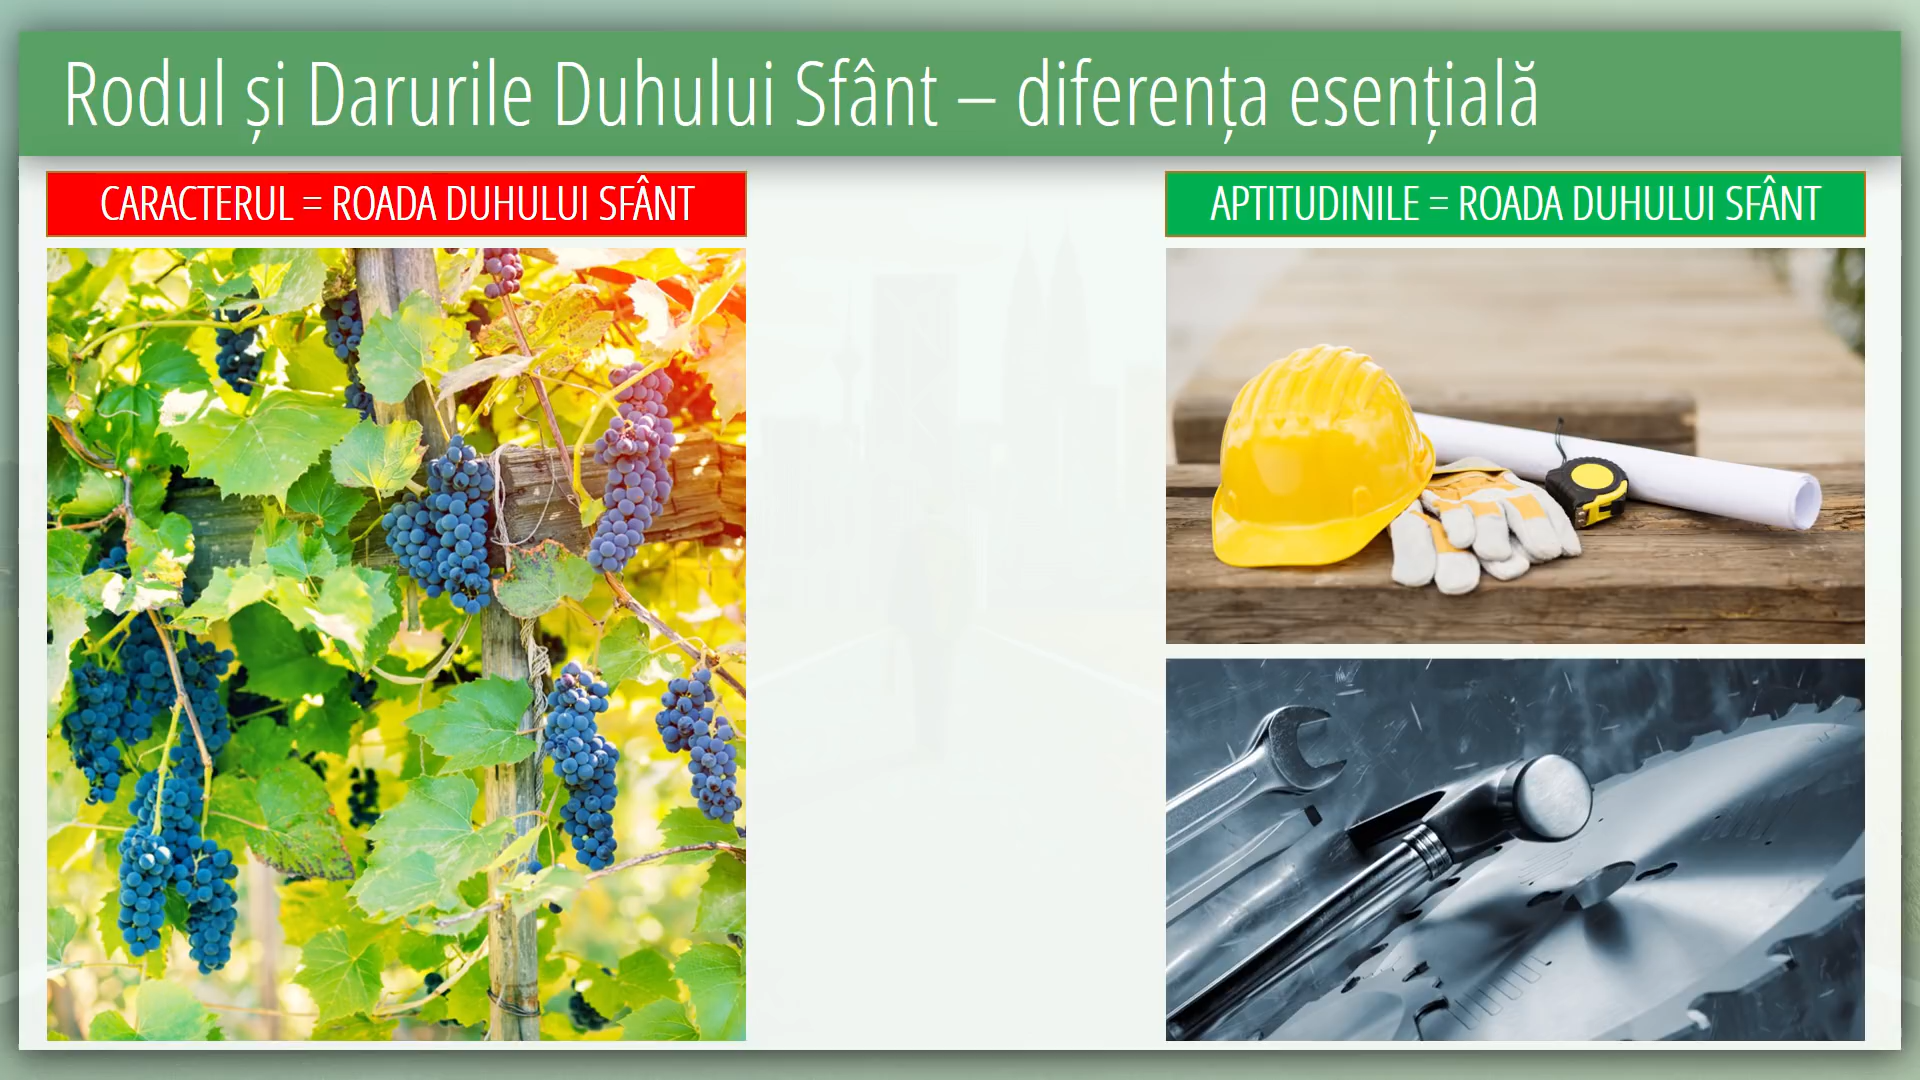 Rodul și Darurile Duhului Sfânt – diferența esențială
CARACTERUL = ROADA DUHULUI SFÂNT
APTITUDINILE = ROADA DUHULUI SFÂNT